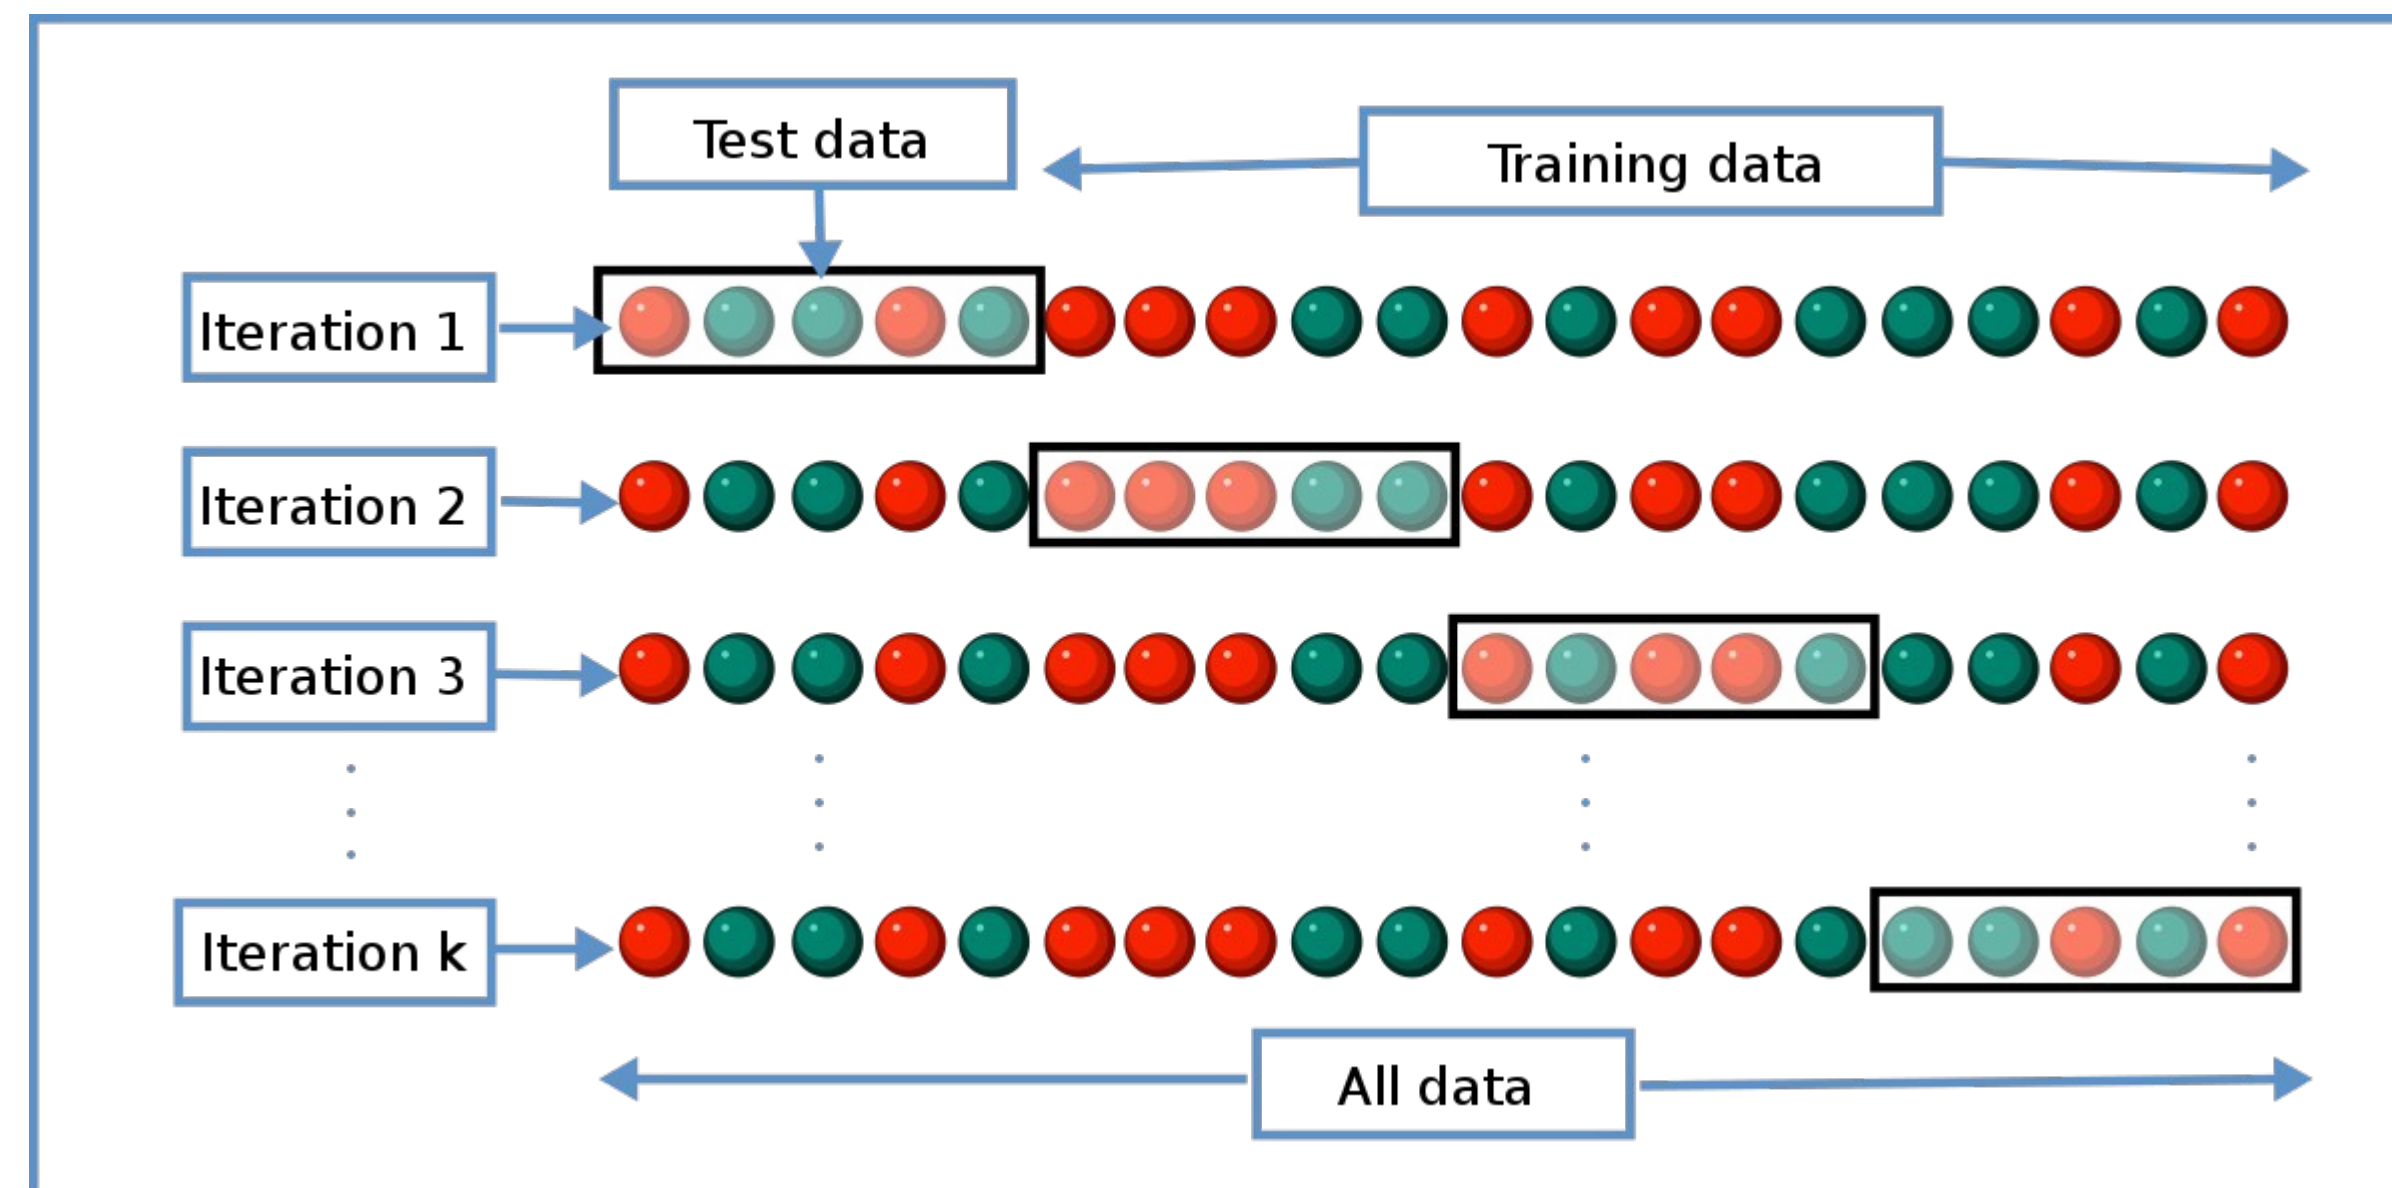 Test data
Training data
Iteration 1
Iteration 2
Iteration 3
Iteration k
All data